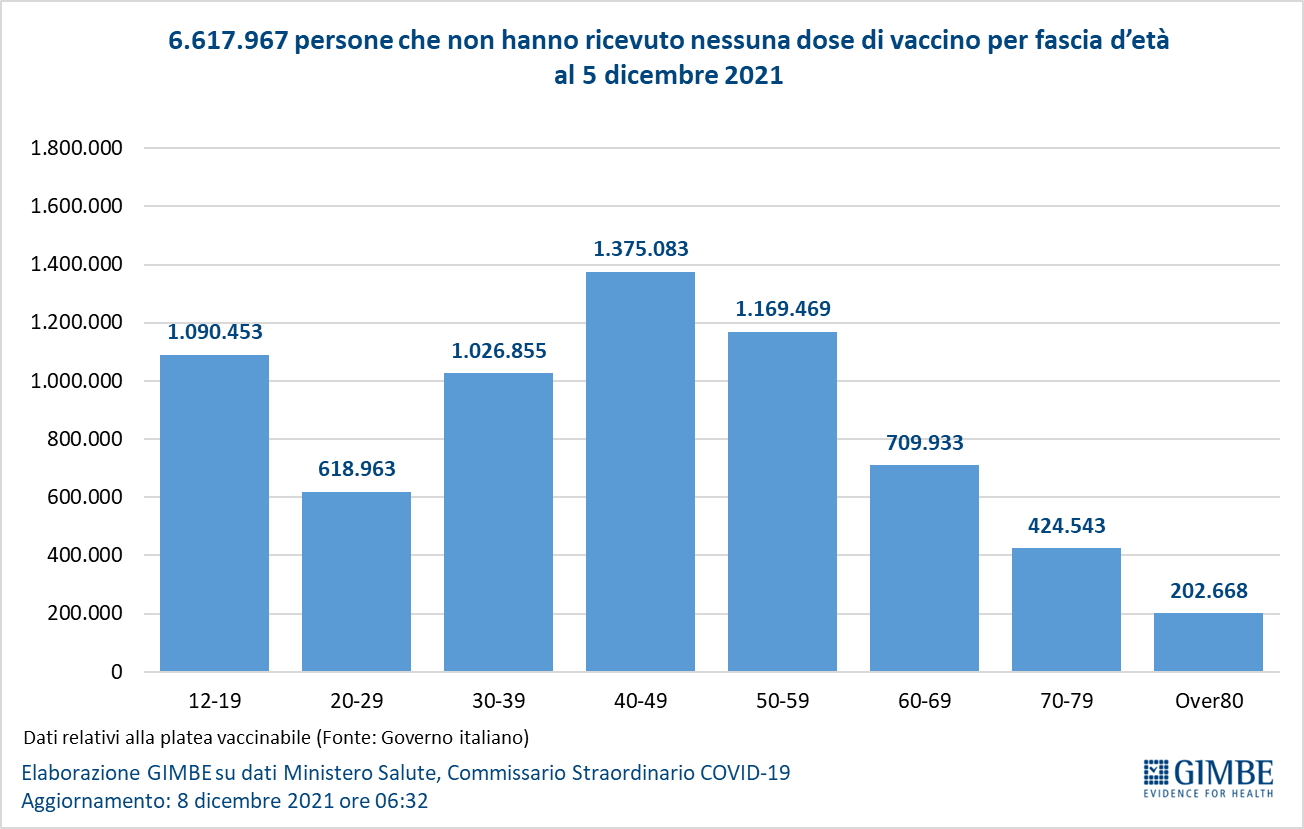 6.617.967 persone che non hanno ricevuto nessuna dose di vaccino per fascia d’età
al 5 dicembre 2021
1.800.000
1.600.000
1.400.000
1.200.000
1.000.000
800.000
600.000
400.000
200.000
0
1.090.453
618.963
1.026.855
1.375.083
1.169.469
709.933
424.543
202.668
12-19 20-29 30-39 40-49 50-59 60-69 70-79 Over80
Dati relativi alla platea vaccinabile (Fonte: Governo italiano)
Elaborazione GIMBE su dati Ministero Salute, Commissario Straordinario COVID-19
Aggiornamento: 8 dicembre 2021 ore 06:32
GIMBE
EVIDENCE FOR HEALTH